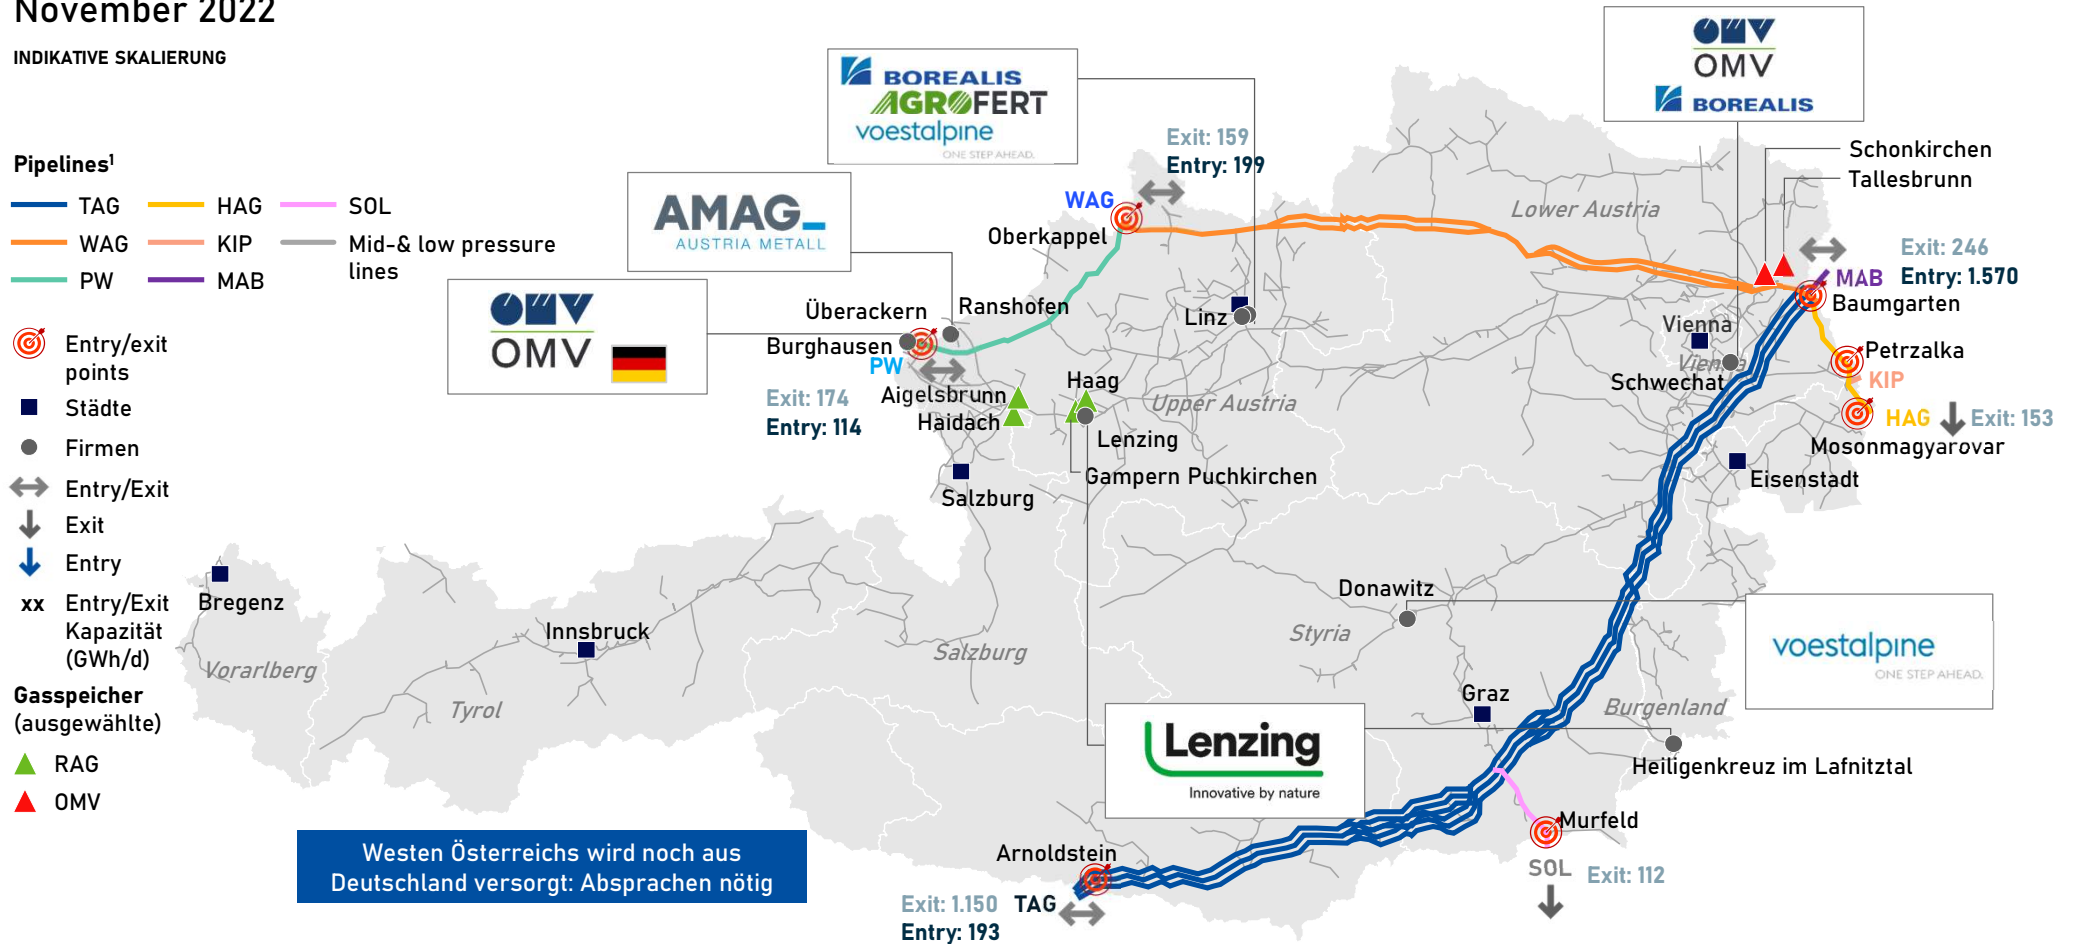 November 2022
INDIKATIVE SKALIERUNG
Pipelines¹
TAG
HAG
SOL
WAG
KIP
Mid-& low pressure
lines
PW
MAB
Entry/exit
points
Städte
Firmen
Entry/Exit
Exit
Entry
xx
Entry/Exit
Kapazität
(GWh/d)
Gasspeicher
(ausgewählte)
RAG
OMV
BOREALIS
AGROFERT
voestalpine
ONE STEP AHEAD.
AMAG
AUSTRIA METALL
OMV
OMV
OMV
OMV
BOREALIS
Exit: 159
Entry: 199
WAG
Oberkappel
Schonkirchen
Tallesbrunn
Lower Austria
Exit: 246
Entry: 1.570
MAB
Baumgarten
Überackern
Ranshofen
Burghausen
PW
Exit: 174
Entry: 114
Aigelsbrunn
Haidach
Haag
Linz
Upper Austria
Lenzing
Gampern Puchkirchen
Salzburg
Vienna
Vienna
Schwechat
Petrzalka
KIP
HAG
Exit: 153
Mosonmagyarovar
Eisenstadt
Bregenz
Vorarlberg
Innsbruck
Tyrol
Salzburg
Donawitz
Styria
voestalpine
ONE STEP AHEAD.
Graz
Burgenland
Lenzing
Innovative by nature
Heiligenkreuz im Lafnitztal
Murfeld
SOL
Exit: 112
Arnoldstein
Exit: 1.150
TAG
Entry: 193
Westen Österreichs wird noch aus
Deutschland versorgt: Absprachen nötig